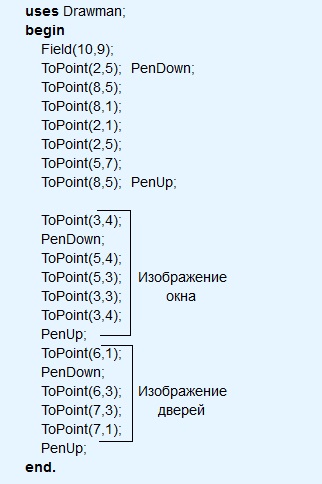 uses Drawman;
begin
Field(10,9);
ToPoint(2,5); PenDown;
ToPoint(8,5);
ToPoint(8,1);
ToPoint(2,1);
ToPoint(2,5);
ToPoint(5,7);
ToPoint(8,5); PenUp;
ToPoint(3,4);
PenDown;
ToPoint(5,4);
ToPoint(5,3); Изображение
ToPoint(3,3); окна
ToPoint(3,4);
PenUp;
ToPoint(6,1);
PenDown;
ToPoint(6,3); Изображение
ToPoint(7,3); дверей
ToPoint(7,1);
PenUp;
end.